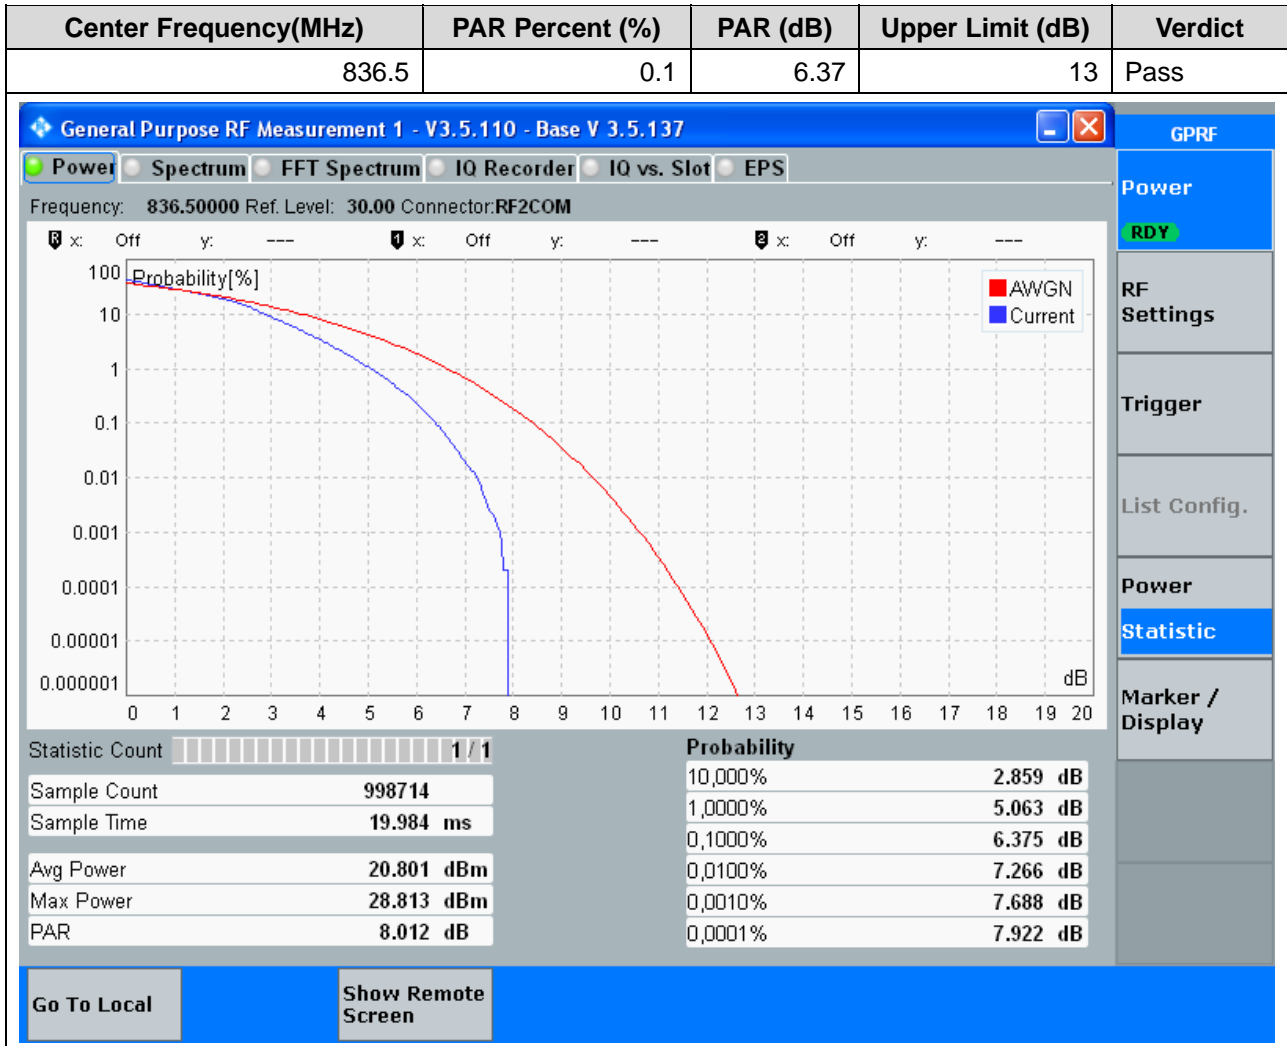 Center Frequency(MHz) PAR Percent (%) PAR (dB) Upper Limit (dB) Verdict
836.5 0.1 6.37 13 Pass
General Purpose RF Measurement 1 - V3.5.110 - Base V 3.5.137
GPRF
Power Spectrum FFT Spectrum IQ Recorder IQ vs. Slot EPS
Power
RDY
Frequency: 836.50000 Ref. Level: 30.00 Connector:RF2COM
R x: Off y: --- 1 x: Off y: --- 2 x: Off y: ---
100 Probability[%]
AWGN
Current
10
1
0.1
0.01
0.001
0.0001
0.00001
0.000001
dB
0 1 2 3 4 5 6 7 8 9 10 11 12 13 14 15 16 17 18 19 20
RF
Settings
Trigger
List Config.
Power
Statistic
Marker /
Display
Statistic Count 1 / 1
Sample Count 998714
Sample Time 19.984 ms
Avg Power 20.801 dBm
Max Power 28.813 dBm
PAR 8.012 dB
Probability
10,000% 2.859 dB
1,0000% 5.063 dB
0,1000% 6.375 dB
0,0100% 7.266 dB
0,0010% 7.688 dB
0,0001% 7.922 dB
Go To Local
Show Remote
Screen